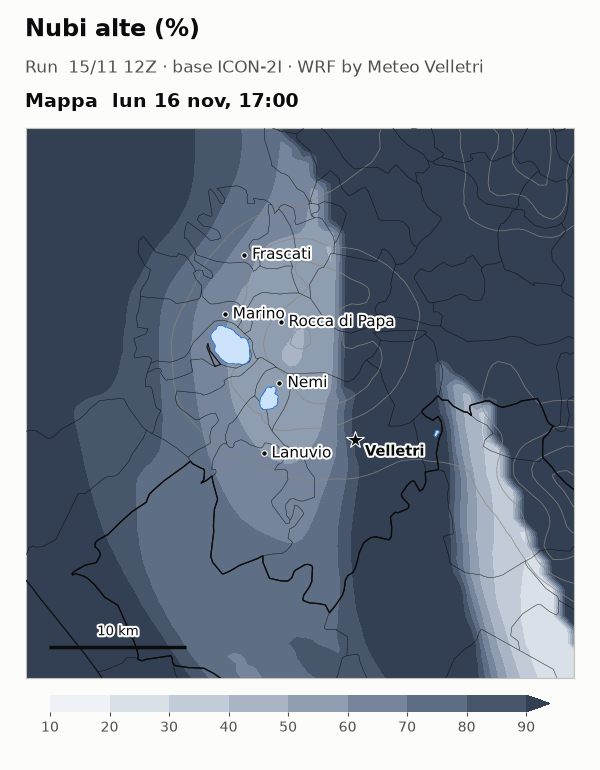 Nubi alte (%)
Run  15/11 12Z · base ICON-2I · WRF by Meteo Velletri
Mappa  lun 16 nov, 17:00
Frascati
Marino
Rocca di Papa
Nemi
Velletri
Lanuvio
10 km
10 20 30 40 50 60 70 80 90